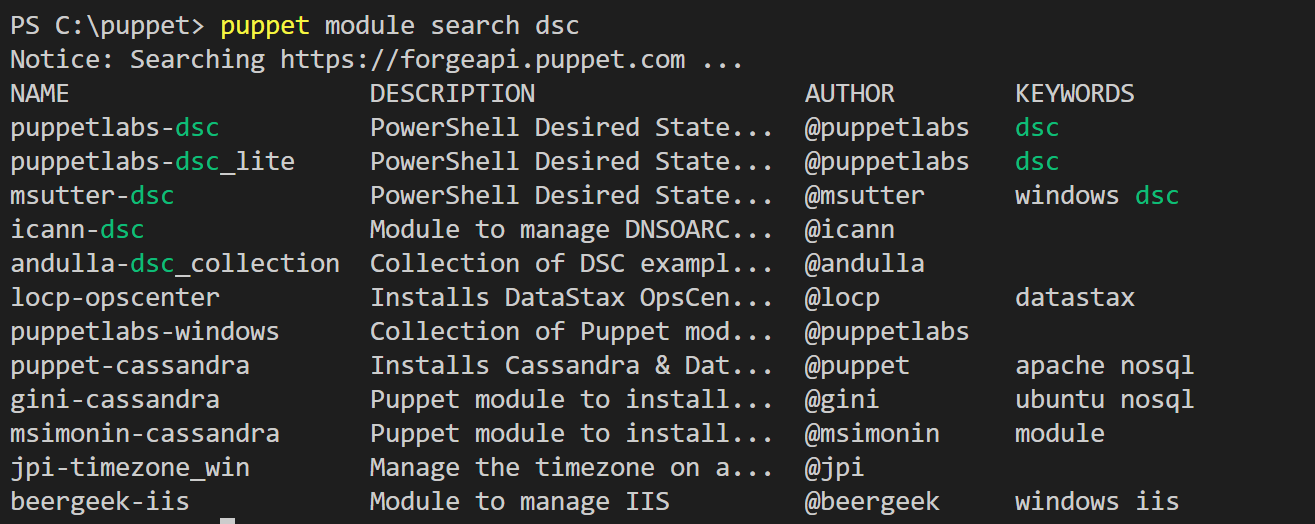 PS C:\puppet> puppet module search dsc
Notice: Searching https://forgeapi.puppet.com ...
NAME DESCRIPTION AUTHOR KEYWORDS
puppetlabs-dsc PowerShell Desired State... @puppetlabs dsc
puppetlabs-dsc_lite PowerShell Desired State... @puppetlabs dsc
msutter-dsc PowerShell Desired State... @msutter windows dsc
icann-dsc Module to manage DNSOARC... @icann
andulla-dsc_collection Collection of DSC exampl... @andulla
locp-opscenter Installs DataStax OpsCen... @locp datastax
puppetlabs-windows Collection of Puppet mod... @puppetlabs
puppet-cassandra Installs Cassandra & Dat... @puppet apache nosql
gini-cassandra Puppet module to install... @gini ubuntu nosql
msimonin-cassandra Puppet module to install... @msimonin module
jpi-timezone_win Manage the timezone on a... @jpi
beergeek-iis Module to manage IIS @beergeek windows iis